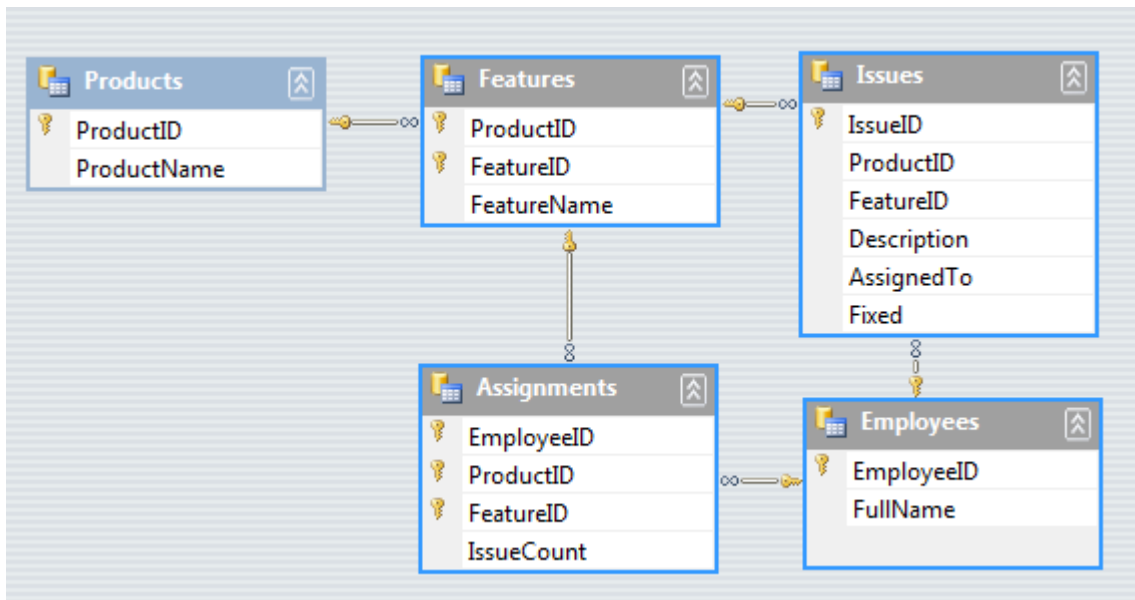 Products
ProductID
ProductName
Features
ProductID
FeatureID
FeatureName
Issues
IssueID
ProductID
FeatureID
Description
AssignedTo
Fixed
Assignments
EmployeeID
ProductID
FeatureID
IssueCount
Employees
EmployeeID
FullName